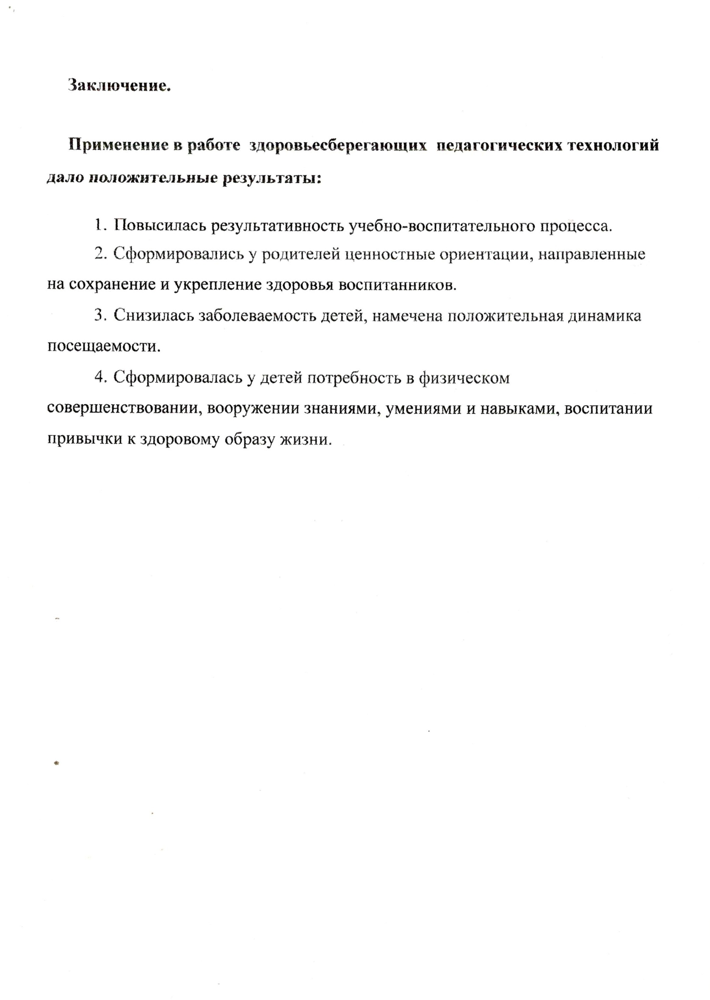 Заключение.
Применение в работе здоровьесберегающих педагогических технологий
дало положительные результаты:
1. Повысилась результативность учебно-воспитательного процесса.
2. Сформировались у родителей ценностные ориентации, направленные
на сохранение и укрепление здоровья воспитанников.
3. Снизилась заболеваемость детей, намечена положительная динамика
посещаемости.
4. Сформировалась у детей потребность в физическом
совершенствовании, вооружении знаниями, умениями и навыками, воспитании
привычки к здоровому образу жизни.